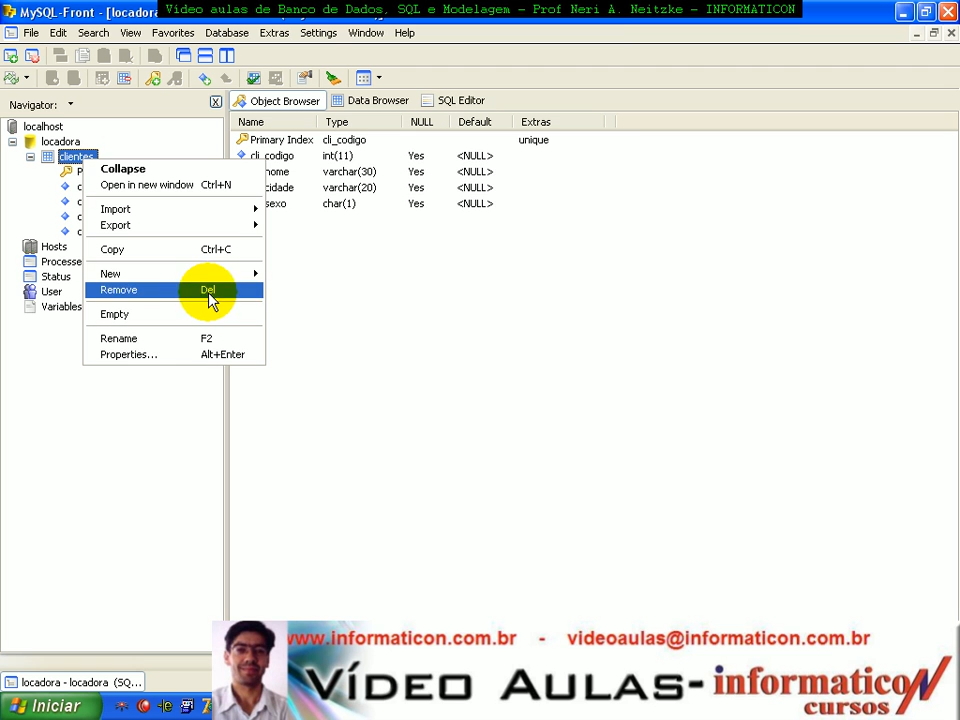 MySQL-Front - [locadora
Vídeo aulas de Banco de Dados, SQL e Modelagem - Prof Neri A. Neitzke - INFORMATICON
File Edit Search View Favorites Database Extras Settings Window Help
Navigator:
Object Browser Data Browser SQL Editor
localhost
locadora
clientes
P
c
c
c
c
Hosts
Processe
Status
User
Variables
Name Type NULL Default Extras
Primary Index cli_codigo unique
cli_codigo int(11) Yes <NULL>
nome varchar(30) Yes <NULL>
cidade varchar(20) Yes <NULL>
sexo char(1) Yes <NULL>
Collapse
Open in new window Ctrl+N
Import
Export
Copy Ctrl+C
New
Remove Del
Empty
Rename F2
Properties... Alt+Enter
www.informaticon.com.br - videoaulas@informaticon.com.br
Vídeo Aulas- informaticon
cursos
locadora - locadora (SQ...
Iniciar